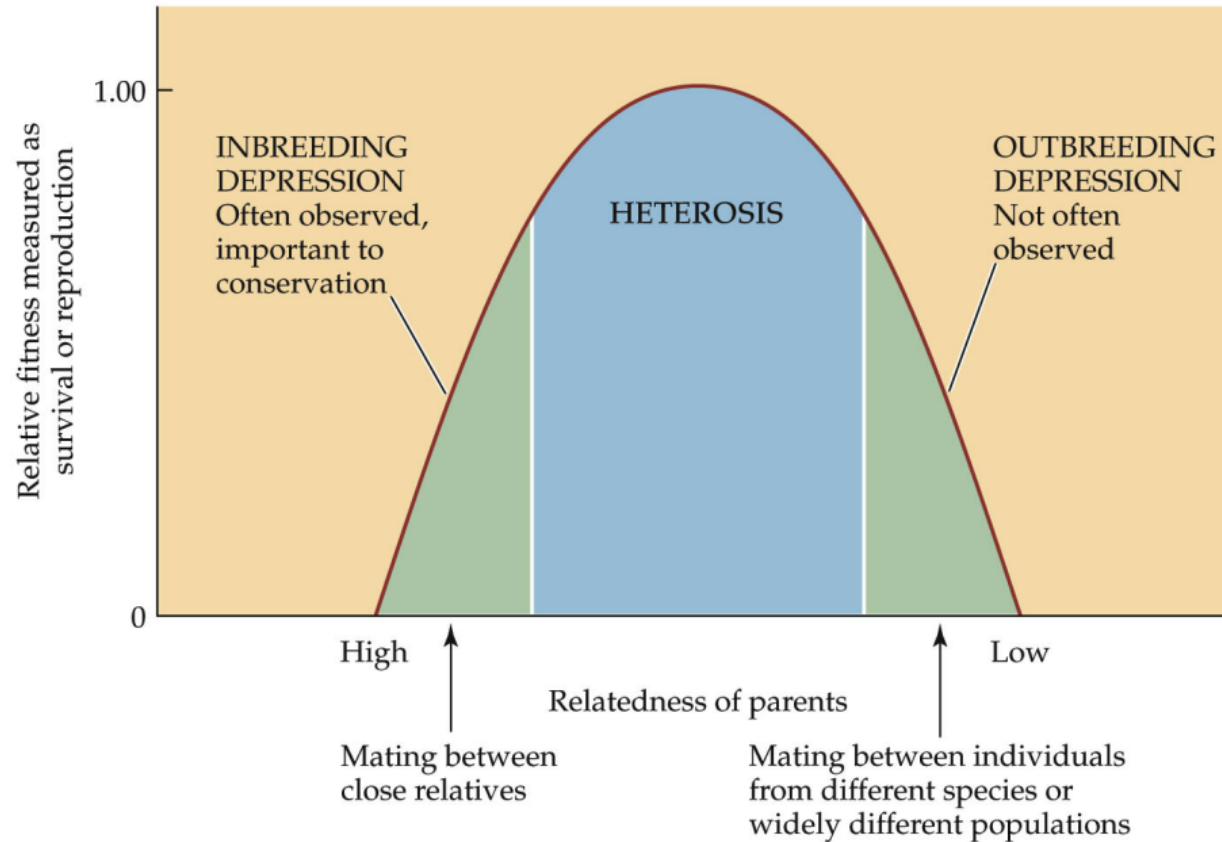 Relative fitness measured as
survival or reproduction
1.00
0
INBREEDING
DEPRESSION
Often observed,
important to
conservation
HETEROSIS
OUTBREEDING
DEPRESSION
Not often
observed
High
Low
Relatedness of parents
Mating between
close relatives
Mating between individuals
from different species or
widely different populations